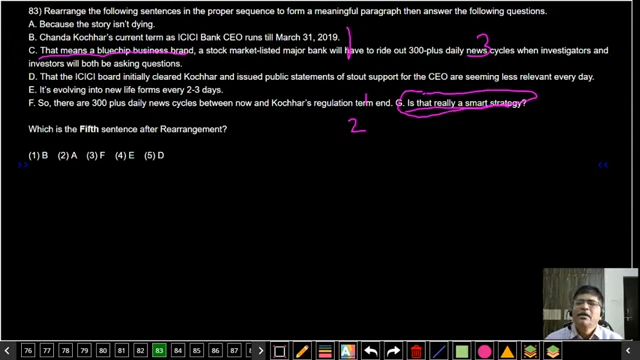 83) Rearrange the following sentences in the proper sequence to form a meaningful paragraph then answer the following questions.
A. Because the story isn't dying.
B. Chanda Kochhar's current term as ICICI Bank CEO runs till March 31, 2019.
C. That means a bluechip business brand, a stock market-listed major bank will have to ride out 300-plus daily news cycles when investigators and
investors will both be asking questions.
D. That the ICICI board initially cleared Kochhar and issued public statements of stout support for the CEO are seeming less relevant every day.
E. It's evolving into new life forms every 2-3 days.
F. So, there are 300 plus daily news cycles between now and Kochhar's regulation term end. G. Is that really a smart strategy?
1
3
1
2
Which is the Fifth sentence after Rearrangement?
(1) B (2) A (3) F (4) E (5) D
76 77 78 79 80 81 82 83 84 85 86 87 88 89 90 91